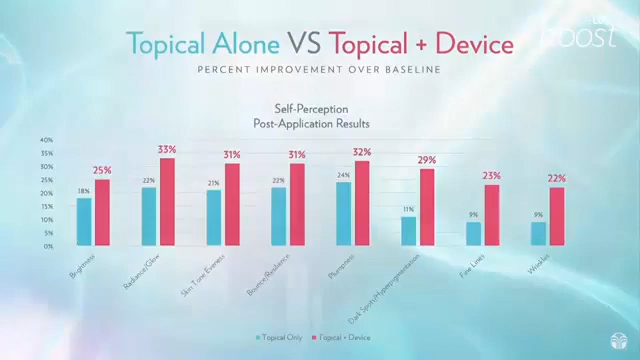 Boost
Topical Alone VS Topical + Device
PERCENT IMPROVEMENT OVER BASELINE
Self-Perception
Post-Application Results
40%
35%
30%
25%
20%
15%
10%
5%
0%
18%
25%
22%
33%
21%
31%
22%
31%
24%
32%
11%
29%
9%
23%
9%
22%
Brightness
Radiance/Glow
Skin Tone Eveness
Bounce/Resilience
Plumpness
Dark Spots/Hyperpigmentation
Fine Lines
Wrinkles
Topical Only
Topical + Device